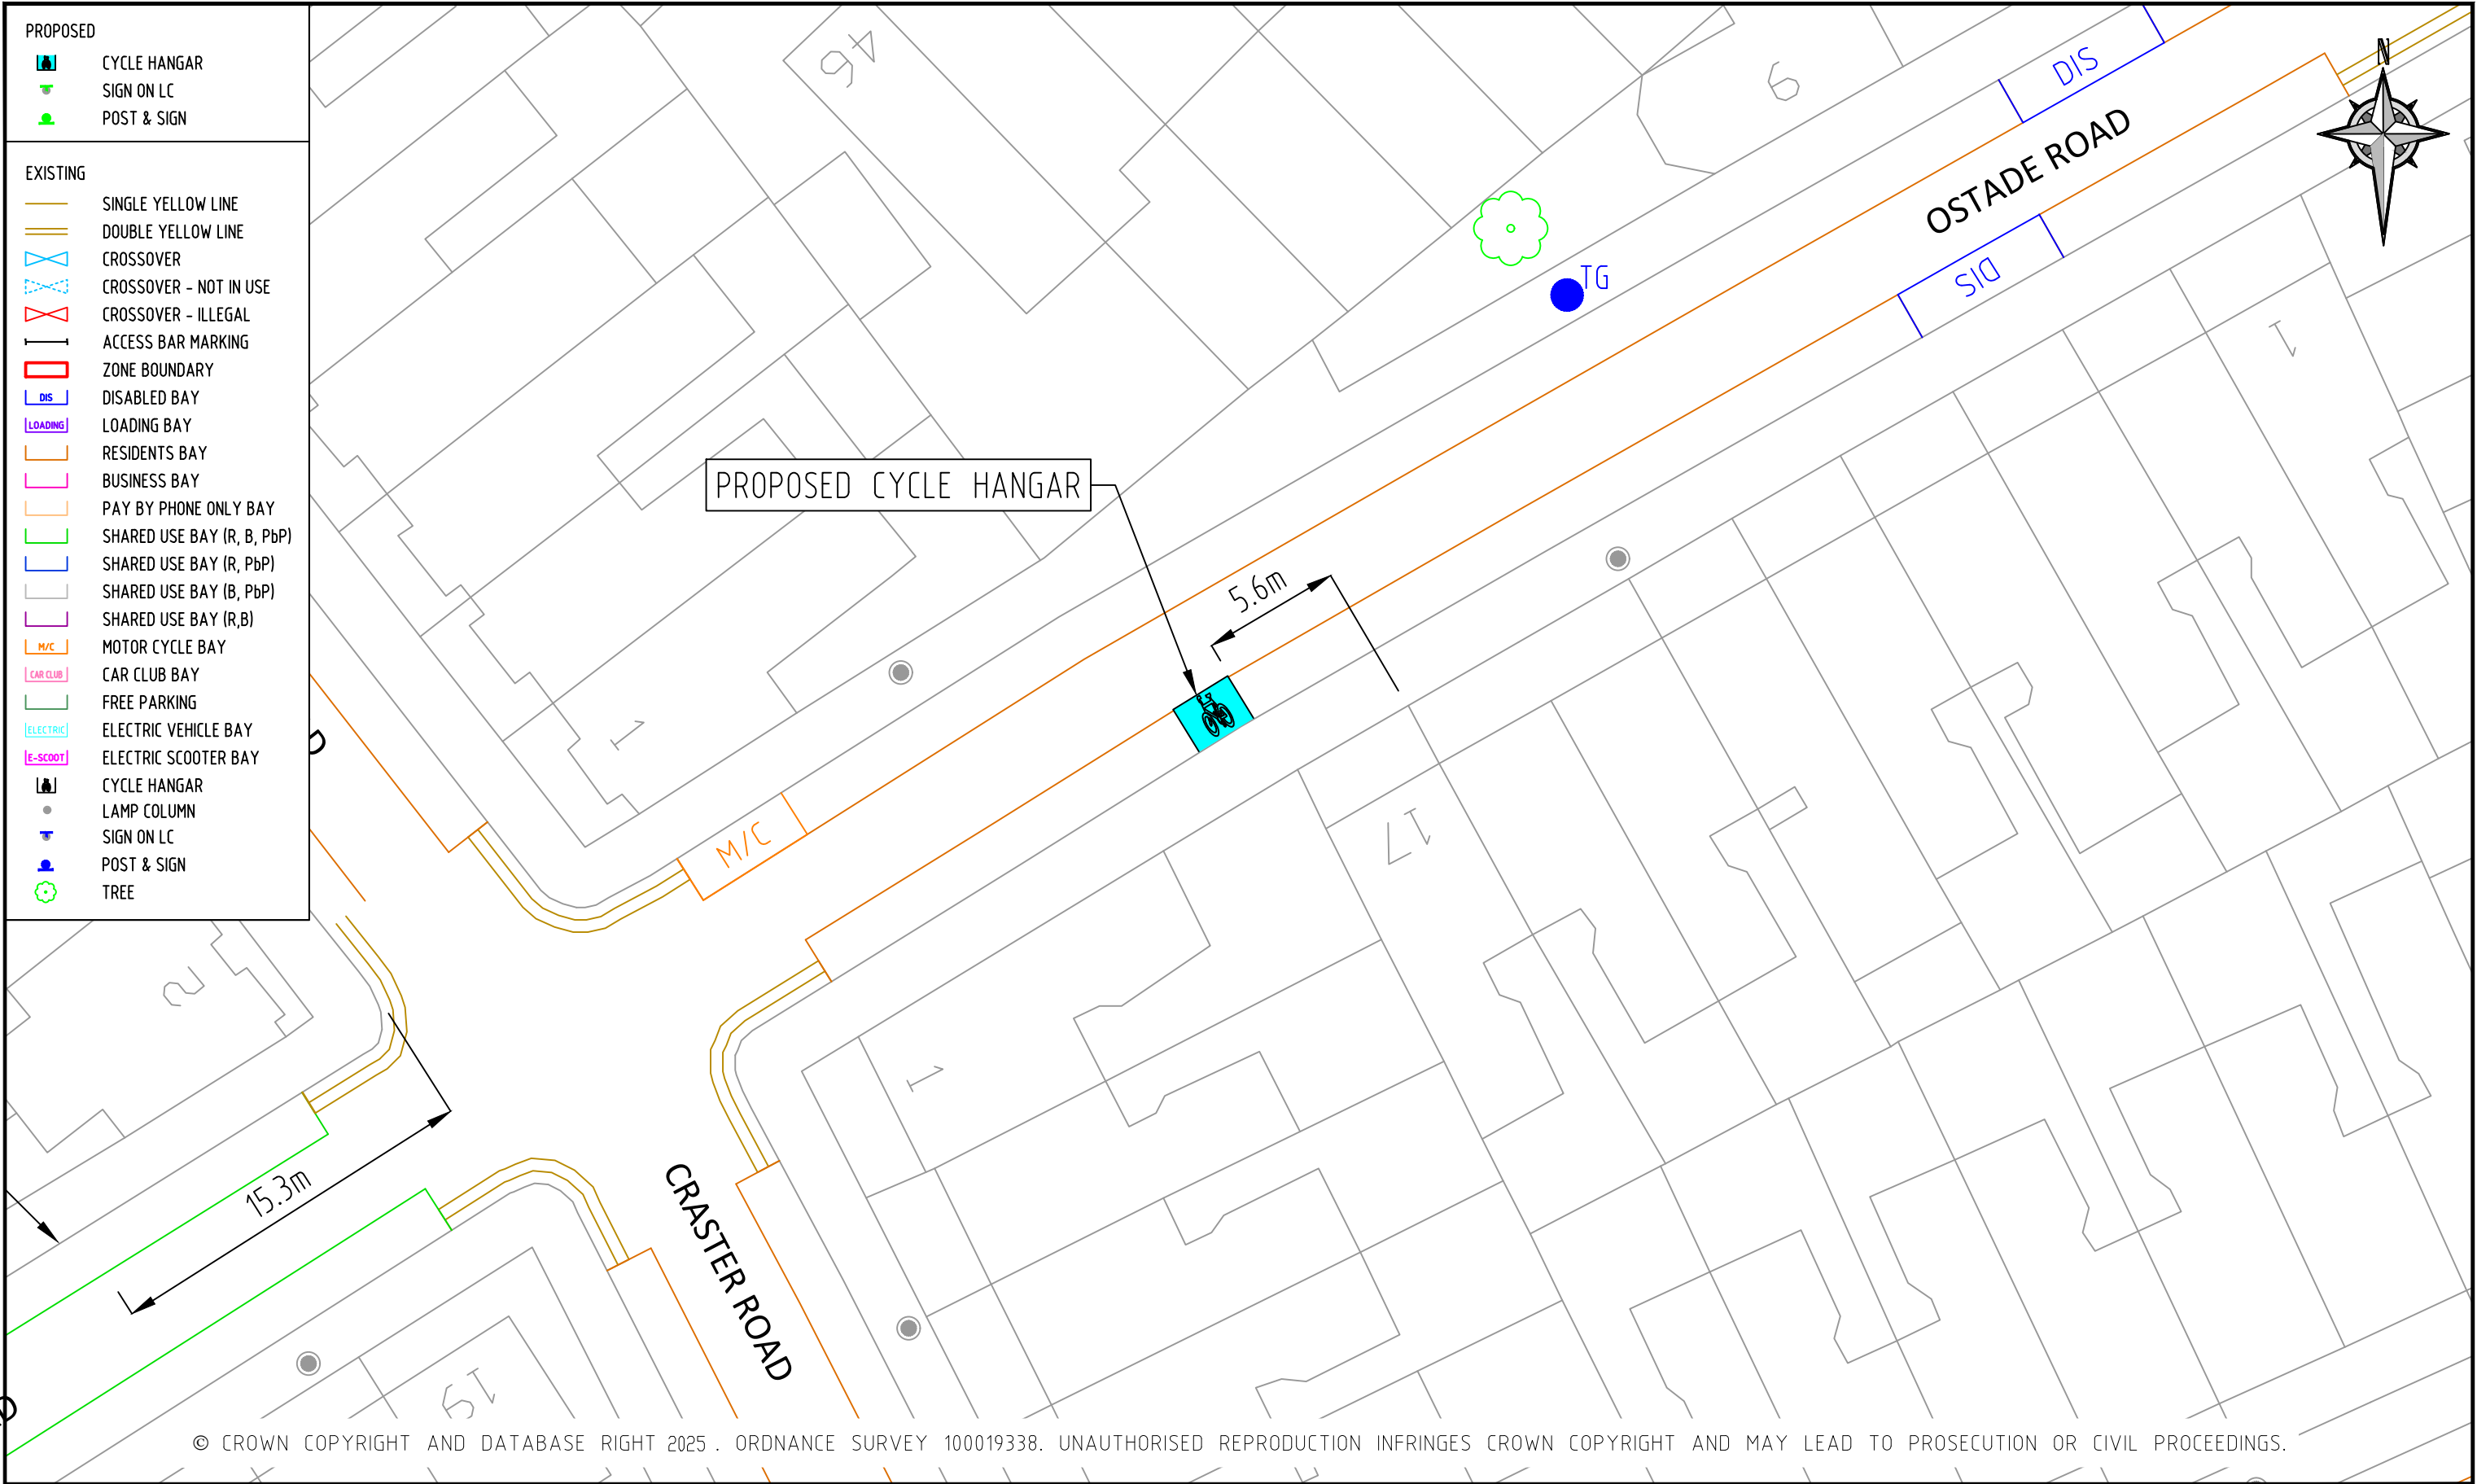 PROPOSED
CYCLE HANGAR
SIGN ON LC
POST & SIGN
EXISTING
SINGLE YELLOW LINE
DOUBLE YELLOW LINE
CROSSOVER
CROSSOVER - NOT IN USE
CROSSOVER - ILLEGAL
ACCESS BAR MARKING
ZONE BOUNDARY
DIS DISABLED BAY
LOADING LOADING BAY
RESIDENTS BAY
BUSINESS BAY
PAY BY PHONE ONLY BAY
SHARED USE BAY (R, B, PbP)
SHARED USE BAY (R, PbP)
SHARED USE BAY (B, PbP)
SHARED USE BAY (R,B)
M/C MOTOR CYCLE BAY
CAR CLUB CAR CLUB BAY
FREE PARKING
ELECTRIC ELECTRIC VEHICLE BAY
E-SCOOT ELECTRIC SCOOTER BAY
CYCLE HANGAR
LAMP COLUMN
SIGN ON LC
POST & SIGN
TREE
N
46
9
DIS
OSTADE ROAD
TG
DIS
1
PROPOSED CYCLE HANGAR
5.6m
1
M/C
17
2
1
15.3m
CRASTER ROAD
19
© CROWN COPYRIGHT AND DATABASE RIGHT 2025. ORDNANCE SURVEY 100019338. UNAUTHORISED REPRODUCTION INFRINGES CROWN COPYRIGHT AND MAY LEAD TO PROSECUTION OR CIVIL PROCEEDINGS.